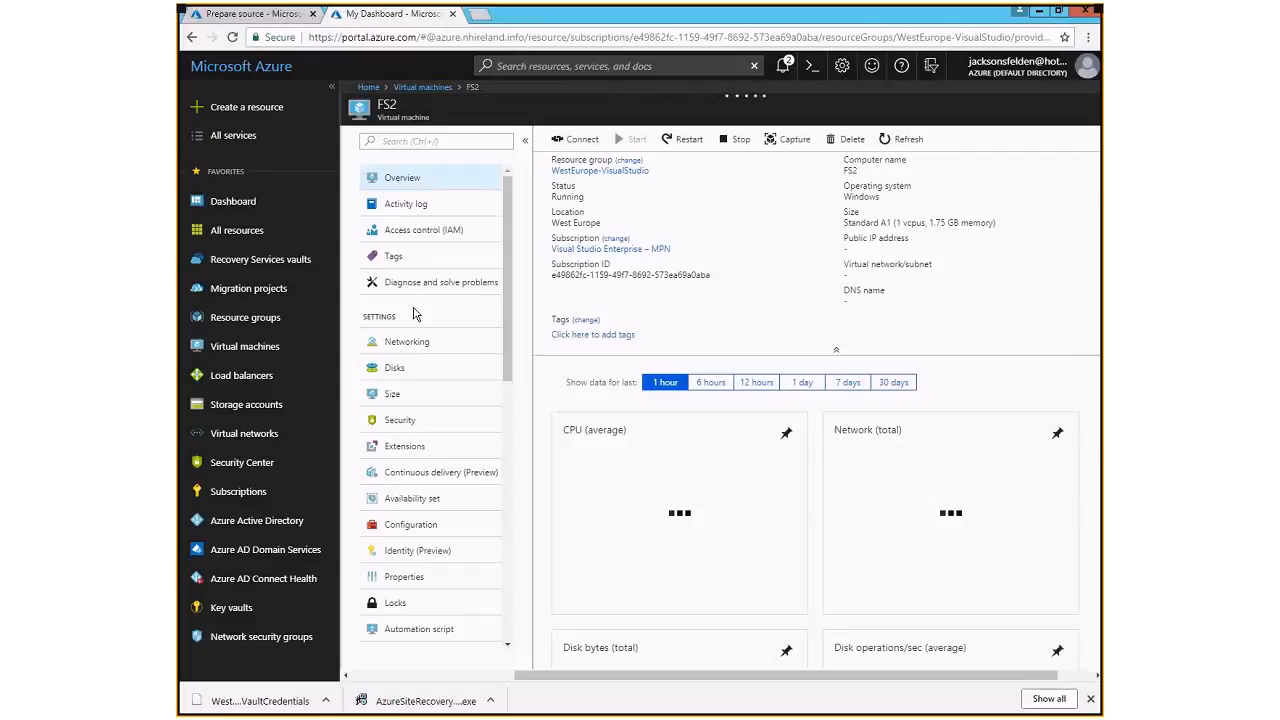 Prepare source - Micros
My Dashboard - Microso
Secure
https://portal.azure.com/#@azure.nhireland.info/resource/subscriptions/e49862fc-1159-49f7-8692-573ea69a0aba/resourceGroups/WestEurope-VisualStudio/provid
Microsoft Azure
Search resources, services, and docs
2
jacksonsfelden@hot...
AZURE (DEFAULT DIRECTORY)
Home
Virtual machines
FS2
FS2
Virtual machine
Create a resource
All services
FAVORITES
Dashboard
All resources
Recovery Services vaults
Migration projects
Resource groups
Virtual machines
Load balancers
Storage accounts
Virtual networks
Security Center
Subscriptions
Azure Active Directory
Azure AD Domain Services
Azure AD Connect Health
Key vaults
Network security groups
Search (Ctrl+/)
Overview
Activity log
Access control (IAM)
Tags
Diagnose and solve problems
SETTINGS
Networking
Disks
Size
Security
Extensions
Continuous delivery (Preview)
Availability set
Configuration
Identity (Preview)
Properties
Locks
Automation script
Connect
Start
Restart
Stop
Capture
Delete
Refresh
Resource group (change)
WestEurope-VisualStudio
Status
Running
Location
West Europe
Subscription (change)
Visual Studio Enterprise – MPN
Subscription ID
e49862fc-1159-49f7-8692-573ea69a0aba
Computer name
FS2
Operating system
Windows
Size
Standard A1 (1 vcpus, 1.75 GB memory)
Public IP address
-
Virtual network/subnet
-
DNS name
-
Tags (change)
Click here to add tags
Show data for last:
1 hour
6 hours
12 hours
1 day
7 days
30 days
CPU (average)
Network (total)
Disk bytes (total)
Disk operations/sec (average)
West....VaultCredentials
AzureSiteRecovery....exe
Show all